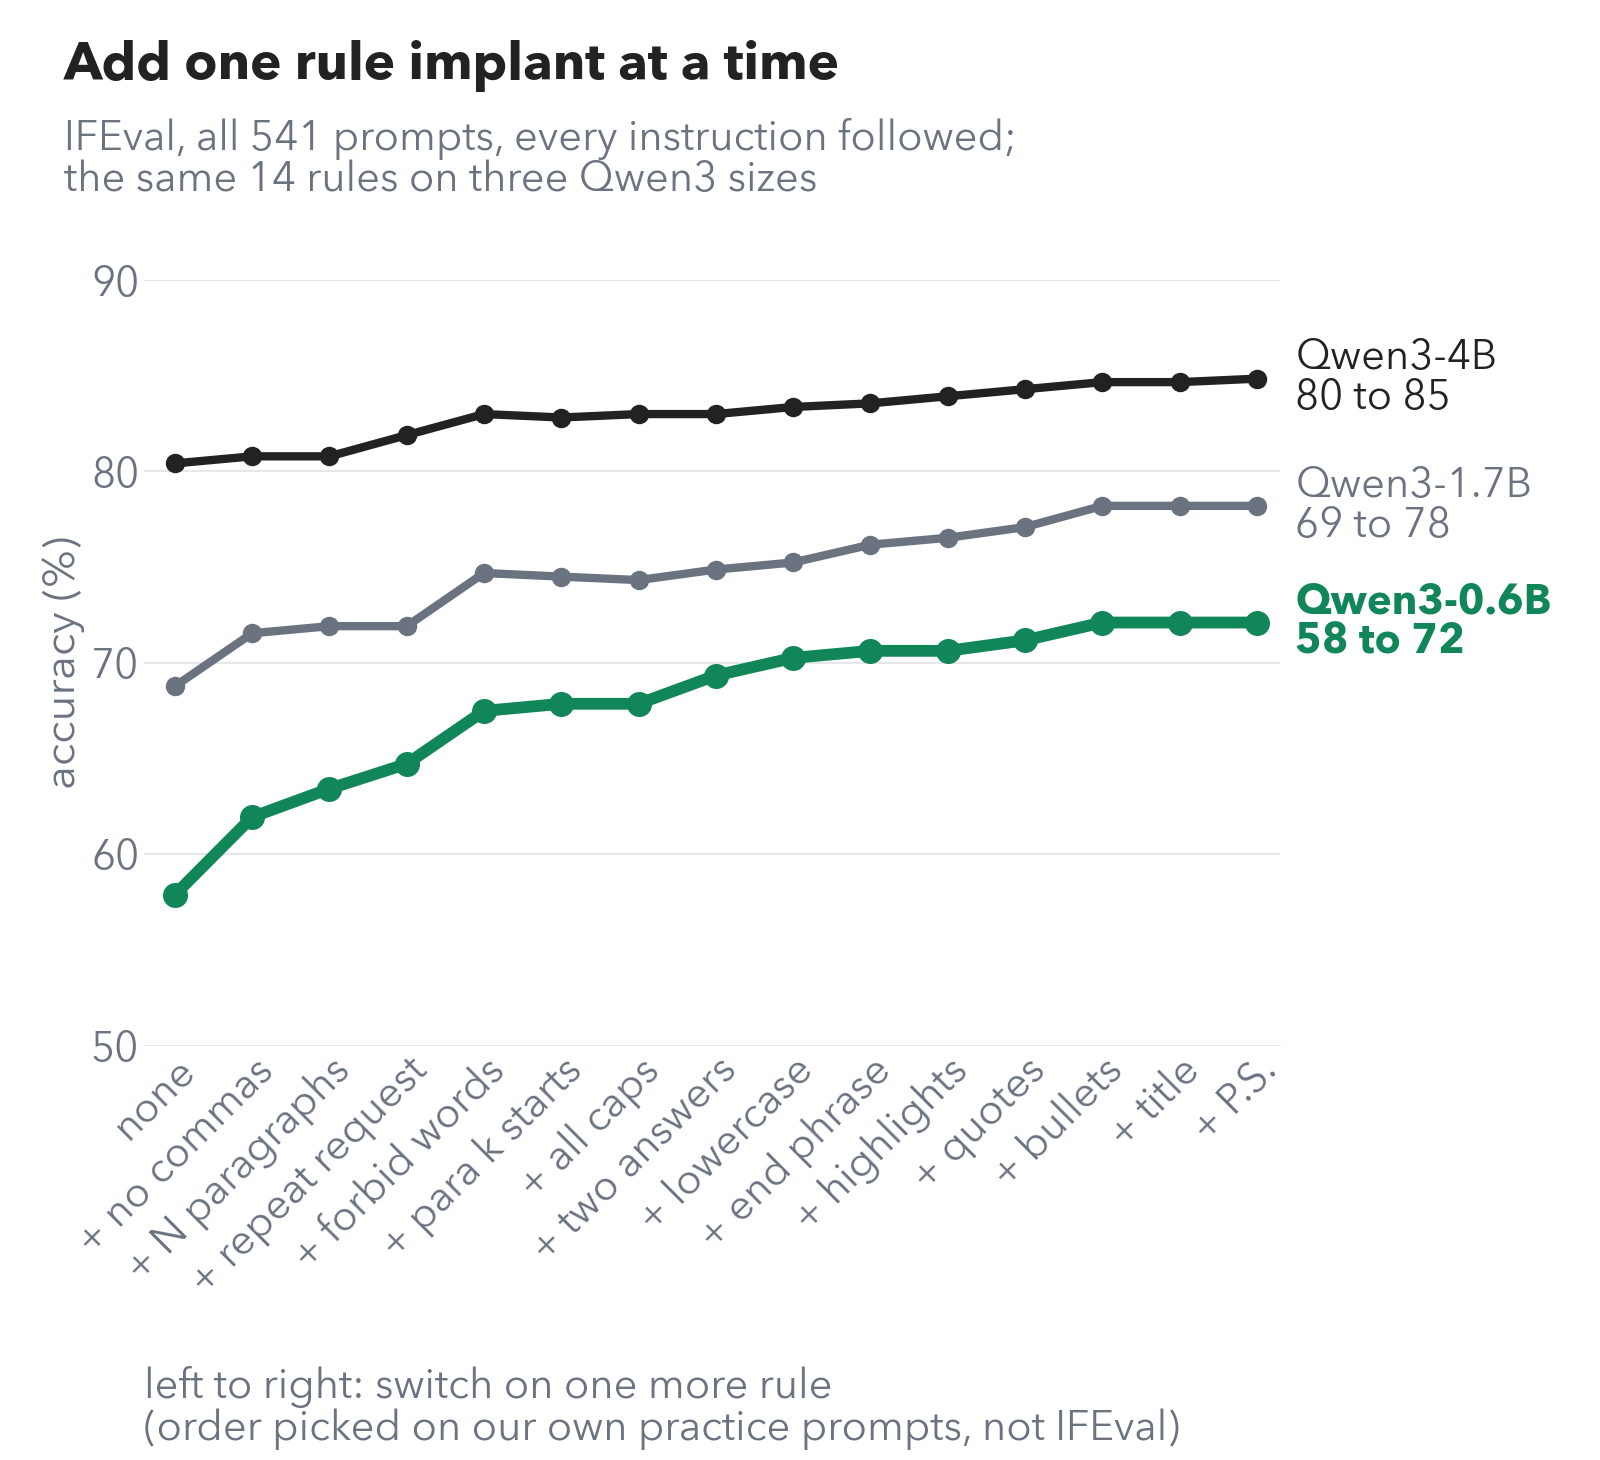 Add one rule implant at a time
IFEval, all 541 prompts, every instruction followed;
the same 14 rules on three Qwen3 sizes
accuracy (%)
90
80
70
60
50
Qwen3-4B
80 to 85
Qwen3-1.7B
69 to 78
Qwen3-0.6B
58 to 72
none
+ no commas
+ N paragraphs
+ repeat request
+ forbid words
+ para k starts
+ all caps
+ two answers
+ lowercase
+ end phrase
+ highlights
+ quotes
+ bullets
+ title
+ P.S.
left to right: switch on one more rule
(order picked on our own practice prompts, not IFEval)